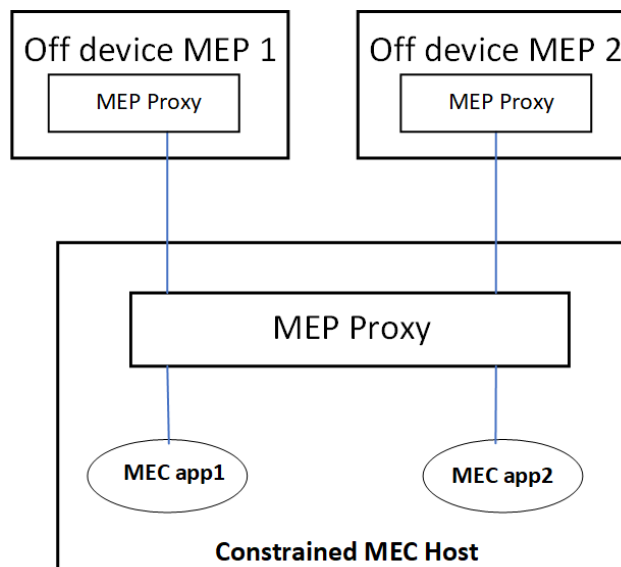 Off device MEP 1
Off device MEP 2
MEP Proxy
MEP Proxy
MEP Proxy
MEC app1
MEC app2
Constrained MEC Host